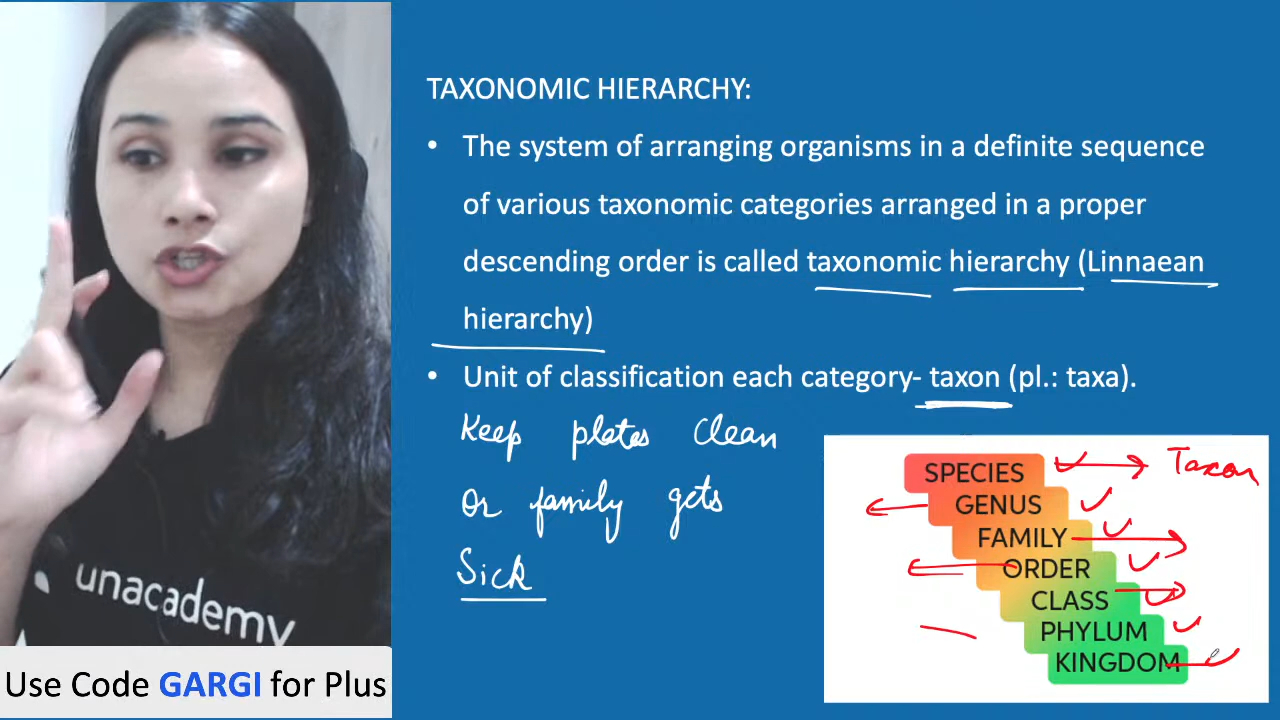 TAXONOMIC HIERARCHY:
• The system of arranging organisms in a definite sequence
of various taxonomic categories arranged in a proper
descending order is called taxonomic hierarchy (Linnaean
hierarchy)
• Unit of classification each category- taxon (pl.: taxa).
Keep plates Clean
or family gets
Sick
SPECIES Taxon
GENUS
FAMILY
ORDER
CLASS
PHYLUM
KINGDOM
unacademy
Use Code GARGI for Plus